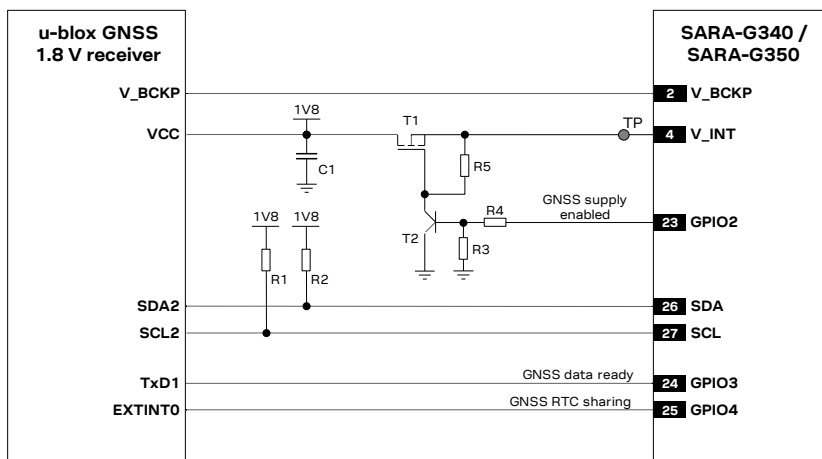 u-blox GNSS
1.8 V receiver
SARA-G340 /
SARA-G350
V_BCKP
2 V_BCKP
1V8
T1
TP
VCC
4 V_INT
C1
R5
GNSS supply
enabled
1V8
1V8
R4
23 GPIO2
T2
R3
R1
R2
SDA2
26 SDA
SCL2
27 SCL
TxD1
GNSS data ready
24 GPIO3
EXTINT0
GNSS RTC sharing
25 GPIO4